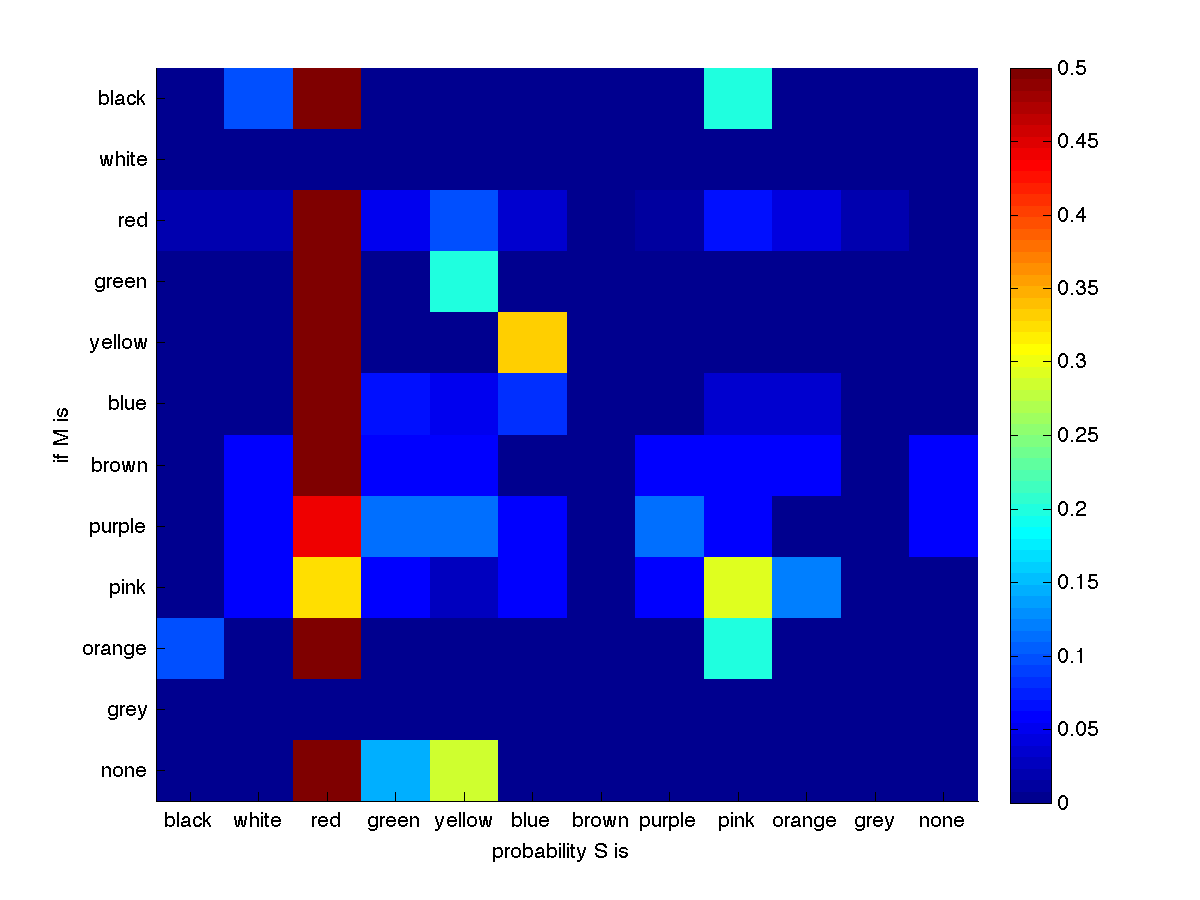 black
white
red
green
yellow
blue
brown
purple
pink
orange
grey
none
if M is
black white red green yellow blue brown purple pink orange grey none
probability S is
0.5
0.45
0.4
0.35
0.3
0.25
0.2
0.15
0.1
0.05
0